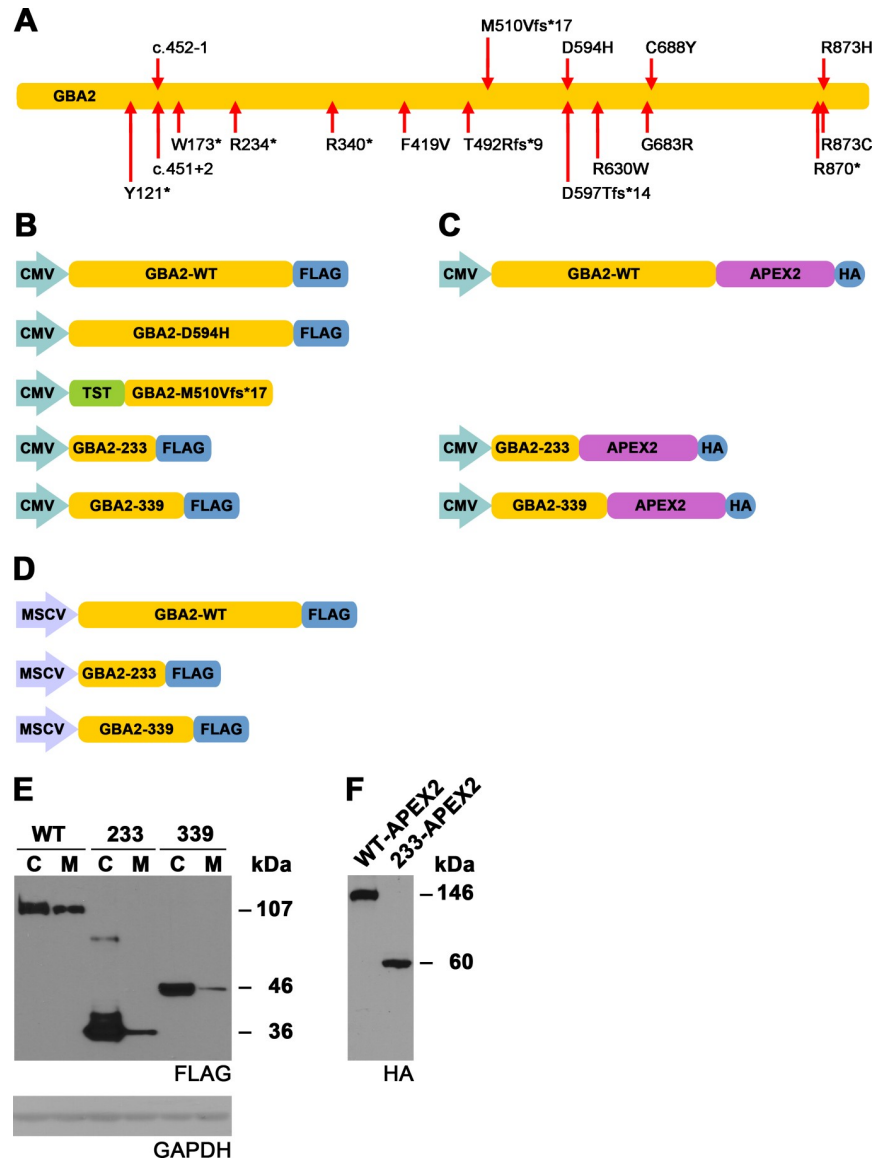 A
M510Vfs*17
c.452-1 D594H C688Y R873H
GBA2
W173* R234* R340* F419V T492Rfs*9 G683R R873C
c.451+2 R630W R870*
Y121* D597Tfs*14
B
CMV GBA2-WT FLAG
CMV GBA2-D594H FLAG
CMV TST GBA2-M510Vfs*17
CMV GBA2-233 FLAG
CMV GBA2-339 FLAG
C
CMV GBA2-WT APEX2 HA
CMV GBA2-233 APEX2 HA
CMV GBA2-339 APEX2 HA
D
MSCV GBA2-WT FLAG
MSCV GBA2-233 FLAG
MSCV GBA2-339 FLAG
E
WT 233 339
C M C M C M kDa
– 107
– 46
– 36
FLAG
GAPDH
F
WT-APEX2
233-APEX2
kDa
– 146
– 60
HA